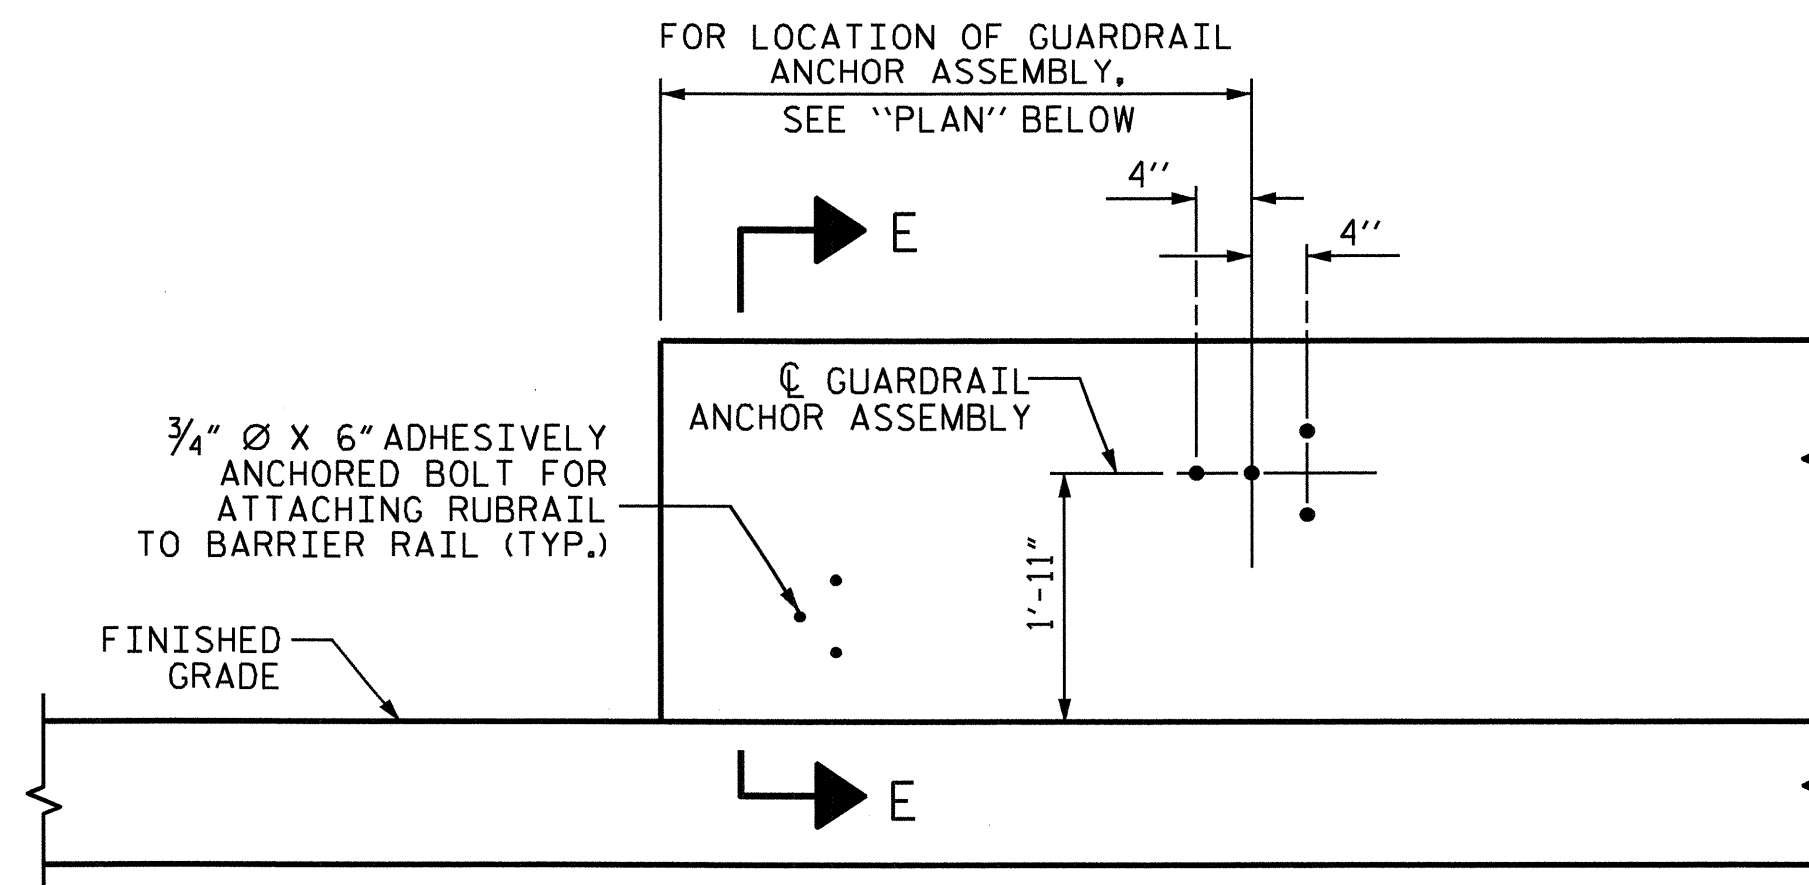 FOR LOCATION OF GUARDRAIL
ANCHOR ASSEMBLY,
SEE "PLAN" BELOW
4"
E
4"
℄ GUARDRAIL
ANCHOR ASSEMBLY
3/4" Ø X 6" ADHESIVELY
ANCHORED BOLT FOR
ATTACHING RUBRAIL
TO BARRIER RAIL (TYP.)
1'-11"
FINISHED
GRADE
E